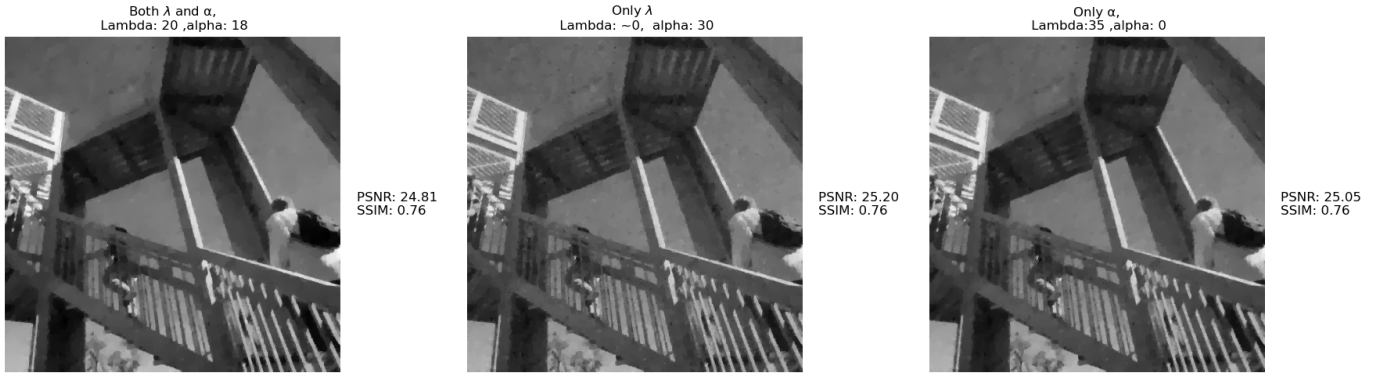 Both λ and α,
Lambda: 20 ,alpha: 18
PSNR: 24.81
SSIM: 0.76
Only λ
Lambda: ~0,  alpha: 30
PSNR: 25.20
SSIM: 0.76
Only α,
Lambda:35 ,alpha: 0
PSNR: 25.05
SSIM: 0.76